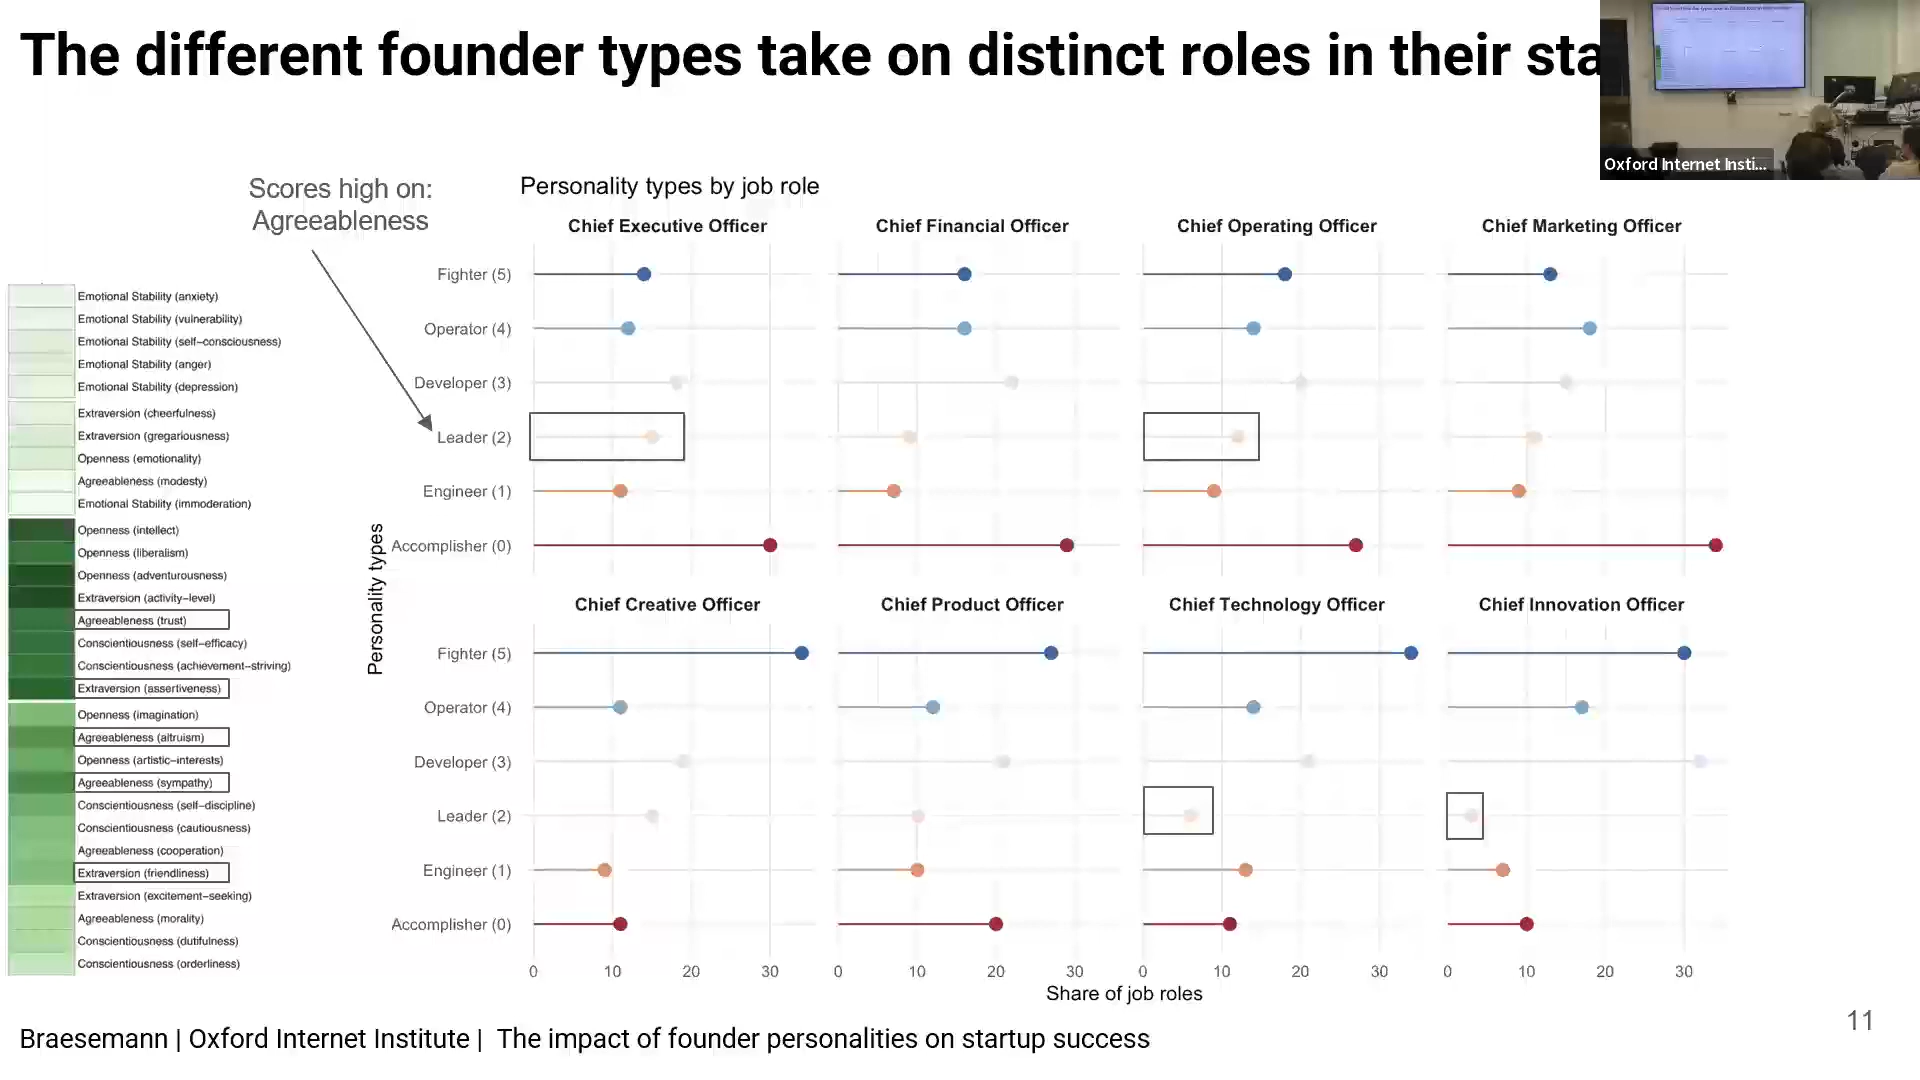 The different founder types take on distinct roles in their sta
Oxford Internet Insti...
Scores high on:
Agreeableness
Personality types by job role
Chief Executive Officer
Chief Financial Officer
Chief Operating Officer
Chief Marketing Officer
Fighter (5)
Operator (4)
Developer (3)
Leader (2)
Engineer (1)
Accomplisher (0)
Emotional Stability (anxiety)
Emotional Stability (vulnerability)
Emotional Stability (self-consciousness)
Emotional Stability (anger)
Emotional Stability (depression)
Extraversion (cheerfulness)
Extraversion (gregariousness)
Openness (emotionality)
Agreeableness (modesty)
Emotional Stability (immoderation)
Openness (intellect)
Openness (liberalism)
Openness (adventurousness)
Extraversion (activity-level)
Agreeableness (trust)
Conscientiousness (self-efficacy)
Conscientiousness (achievement-striving)
Extraversion (assertiveness)
Openness (imagination)
Agreeableness (altruism)
Openness (artistic-interests)
Agreeableness (sympathy)
Conscientiousness (self-discipline)
Conscientiousness (cautiousness)
Agreeableness (cooperation)
Extraversion (friendliness)
Extraversion (excitement-seeking)
Agreeableness (morality)
Conscientiousness (dutifulness)
Conscientiousness (orderliness)
Personality types
Chief Creative Officer
Chief Product Officer
Chief Technology Officer
Chief Innovation Officer
Fighter (5)
Operator (4)
Developer (3)
Leader (2)
Engineer (1)
Accomplisher (0)
0 10 20 30
0 10 20 30
0 10 20 30
0 10 20 30
Share of job roles
Braesemann | Oxford Internet Institute | The impact of founder personalities on startup success
11